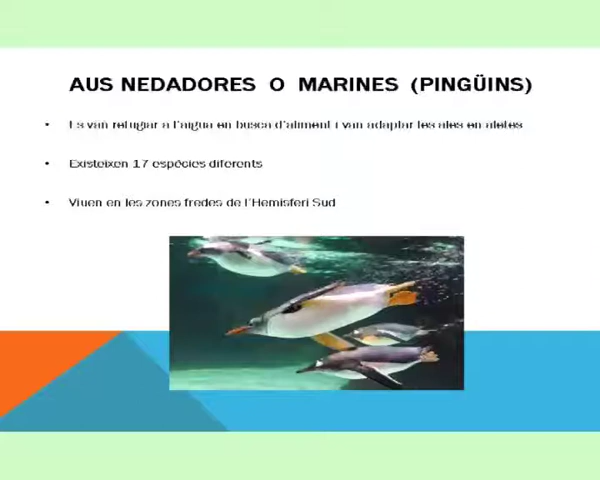 AUS NEDADORES O MARINES (PINGÜINS)
• Es van refugiar a l'aigua en busca d'aliment i van adaptar les ales en aletes
• Existeixen 17 espècies diferents
• Viuen en les zones fredes de l'Hemisferi Sud